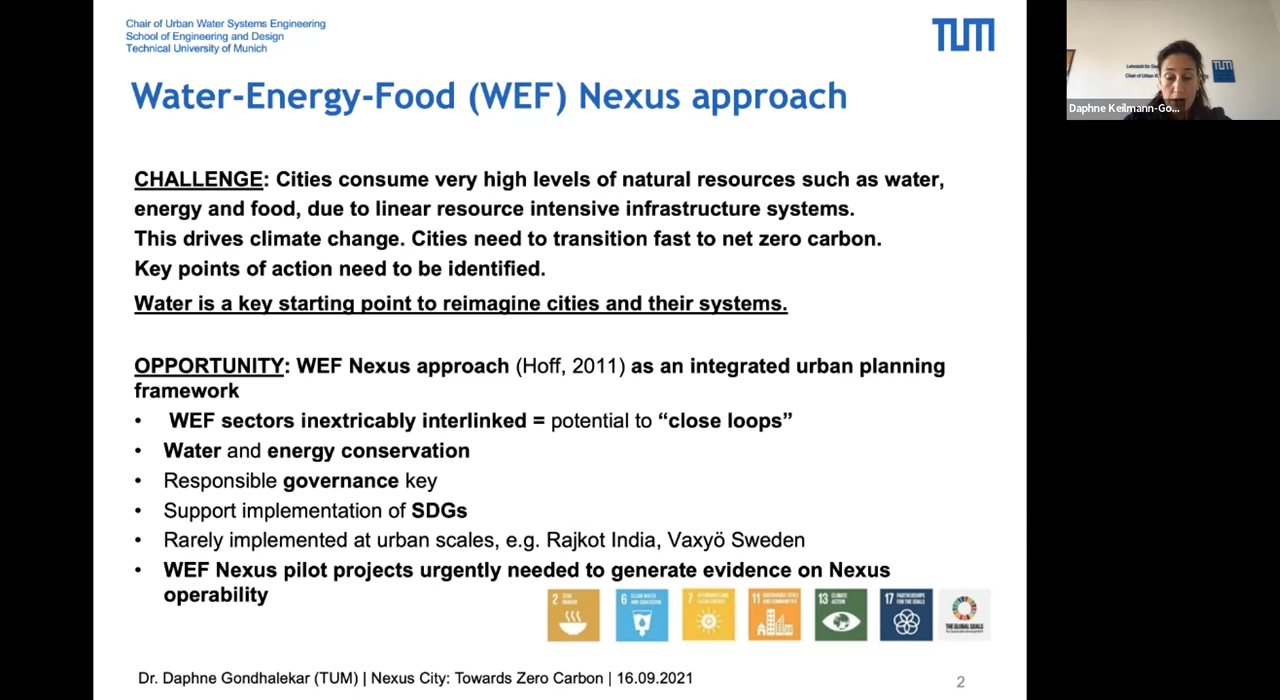 Chair of Urban Water Systems Engineering
School of Engineering and Design
Technical University of Munich
TUM
Water-Energy-Food (WEF) Nexus approach
CHALLENGE: Cities consume very high levels of natural resources such as water,
energy and food, due to linear resource intensive infrastructure systems.
This drives climate change. Cities need to transition fast to net zero carbon.
Key points of action need to be identified.
Water is a key starting point to reimagine cities and their systems.
OPPORTUNITY: WEF Nexus approach (Hoff, 2011) as an integrated urban planning
framework
• WEF sectors inextricably interlinked = potential to “close loops”
• Water and energy conservation
• Responsible governance key
• Support implementation of SDGs
• Rarely implemented at urban scales, e.g. Rajkot India, Vaxyö Sweden
• WEF Nexus pilot projects urgently needed to generate evidence on Nexus
operability
2 ZERO HUNGER
6 CLEAN WATER AND SANITATION
7 AFFORDABLE AND CLEAN ENERGY
11 SUSTAINABLE CITIES AND COMMUNITIES
13 CLIMATE ACTION
17 PARTNERSHIPS FOR THE GOALS
THE GLOBAL GOALS
Dr. Daphne Gondhalekar (TUM) | Nexus City: Towards Zero Carbon | 16.09.2021
2
TUM
Daphne Keilmann-Go...